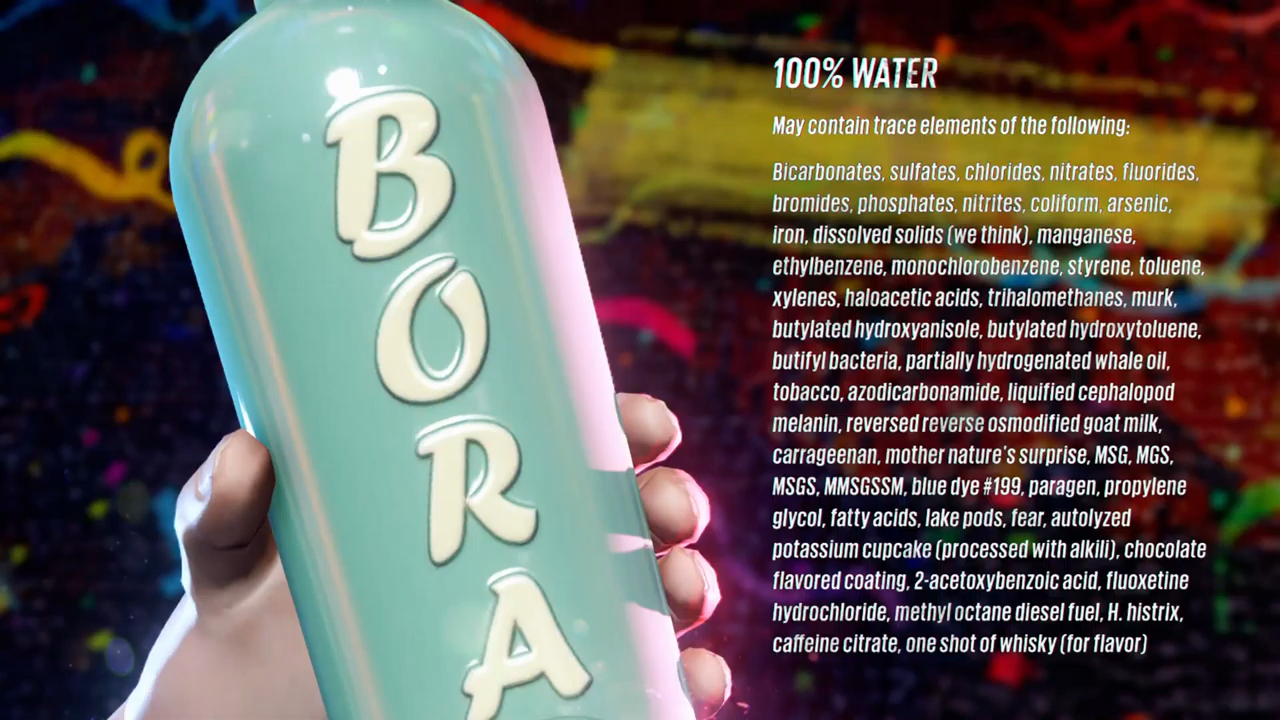 BORA
100% WATER
May contain trace elements of the following:
Bicarbonates, sulfates, chlorides, nitrates, fluorides,
bromides, phosphates, nitrites, coliform, arsenic,
iron, dissolved solids (we think), manganese,
ethylbenzene, monochlorobenzene, styrene, toluene,
xylenes, haloacetic acids, trihalomethanes, murk,
butylated hydroxyanisole, butylated hydroxytoluene,
butifyl bacteria, partially hydrogenated whale oil,
tobacco, azodicarbonamide, liquified cephalopod
melanin, reversed reverse osmodified goat milk,
carrageenan, mother nature's surprise, MSG, MGS,
MSGS, MMSGSSM, blue dye #199, paragen, propylene
glycol, fatty acids, lake pods, fear, autolyzed
potassium cupcake (processed with alkili), chocolate
flavored coating, 2-acetoxybenzoic acid, fluoxetine
hydrochloride, methyl octane diesel fuel, H. histrix,
caffeine citrate, one shot of whisky (for flavor)